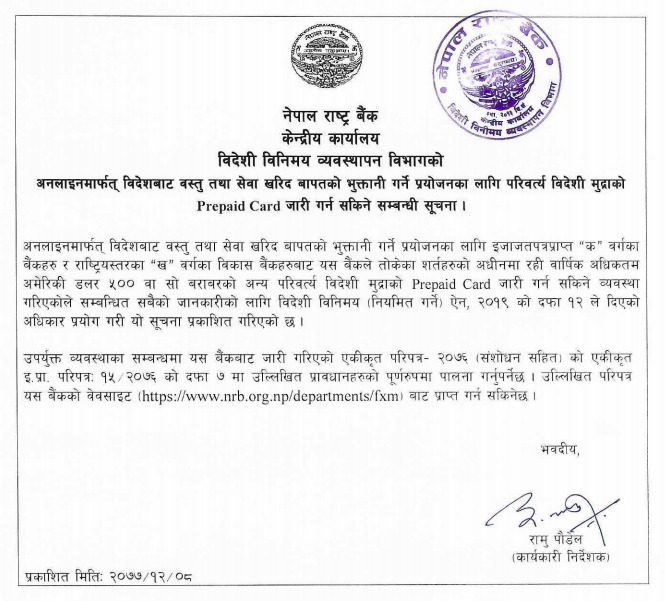 नेपाल राष्ट्र बैंक
विदेशी विनिमय व्यवस्थापन विभाग
केन्द्रीय कार्यालय
नेपाल राष्ट्र बैंक
केन्द्रीय कार्यालय
विदेशी विनिमय व्यवस्थापन विभागको
अनलाइनमार्फत् विदेशबाट वस्तु तथा सेवा खरिद बापतको भुक्तानी गर्ने प्रयोजनका लागि परिवर्त्य विदेशी मुद्राको
Prepaid Card जारी गर्न सकिने सम्बन्धी सूचना ।
अनलाइनमार्फत् विदेशबाट वस्तु तथा सेवा खरिद बापतको भुक्तानी गर्ने प्रयोजनका लागि इजाजतपत्रप्राप्त “क” वर्गका
बैंकहरु र राष्ट्रियस्तरका “ख” वर्गका विकास बैंकहरुबाट यस बैंकले तोकेका शर्तहरुको अधीनमा रही वार्षिक अधिकतम
अमेरिकी डलर ५०० वा सो बराबरको अन्य परिवर्त्य विदेशी मुद्राको Prepaid Card जारी गर्न सकिने व्यवस्था
गरिएकोले सम्बन्धित सबैको जानकारीको लागि विदेशी विनिमय (नियमित गर्ने) ऐन, २०१९ को दफा १२ ले दिएको
अधिकार प्रयोग गरी यो सूचना प्रकाशित गरिएको छ ।
उपर्युक्त व्यवस्थाका सम्बन्धमा यस बैंकबाट जारी गरिएको एकीकृत परिपत्र- २०७६ (संशोधन सहित) को एकीकृत
इ.प्रा. परिपत्र: १५/२०७६ को दफा ७ मा उल्लिखित प्रावधानहरुको पूर्णरुपमा पालना गर्नुपर्नेछ । उल्लिखित परिपत्र
यस बैंकको वेवसाइट (https://www.nrb.org.np/departments/fxm) बाट प्राप्त गर्न सकिनेछ ।
भवदीय,
रामु पौडेल
(कार्यकारी निर्देशक)
प्रकाशित मिति: २०७७/१२/०८